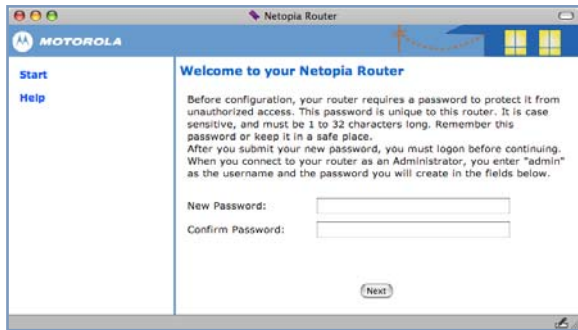 Netopia Router
MOTOROLA
Start
Help
Welcome to your Netopia Router
Before configuration, your router requires a password to protect it from
unauthorized access. This password is unique to this router. It is case
sensitive, and must be 1 to 32 characters long. Remember this
password or keep it in a safe place.
After you submit your new password, you must logon before continuing.
When you connect to your router as an Administrator, you enter "admin"
as the username and the password you will create in the fields below.
New Password:
Confirm Password:
Next